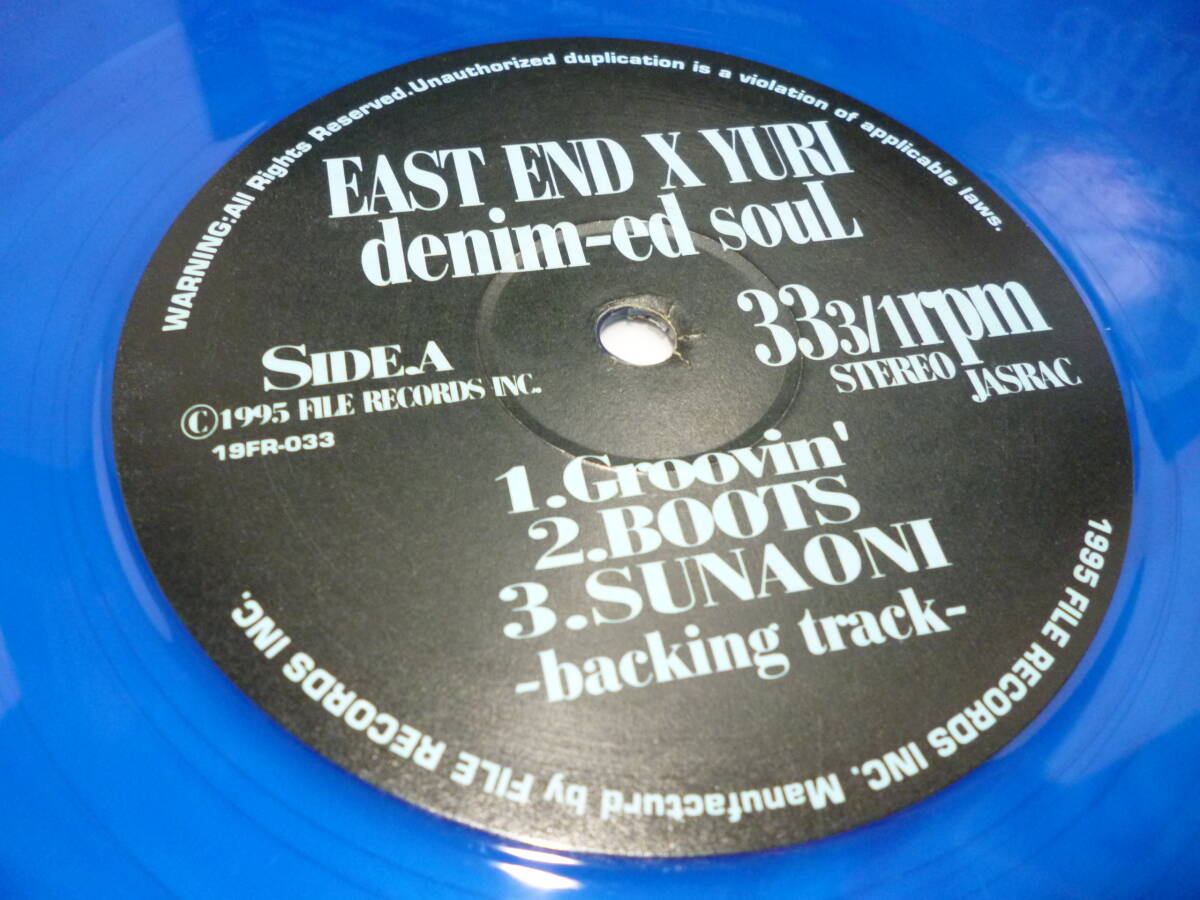 WARNING:All Rights Reserved.Unauthorized duplication is a violation of applicable laws.
EAST END X YURI
denim-ed souL
SIDE.A
©1995 FILE RECORDS INC.
19FR-033
333/1rpm
STEREO
JASRAC
1.Groovin'
2.BOOTS
3.SUNAONI
-backing track-
1995 FILE RECORDS INC. Manufacturd by FILE RECORDS INC.